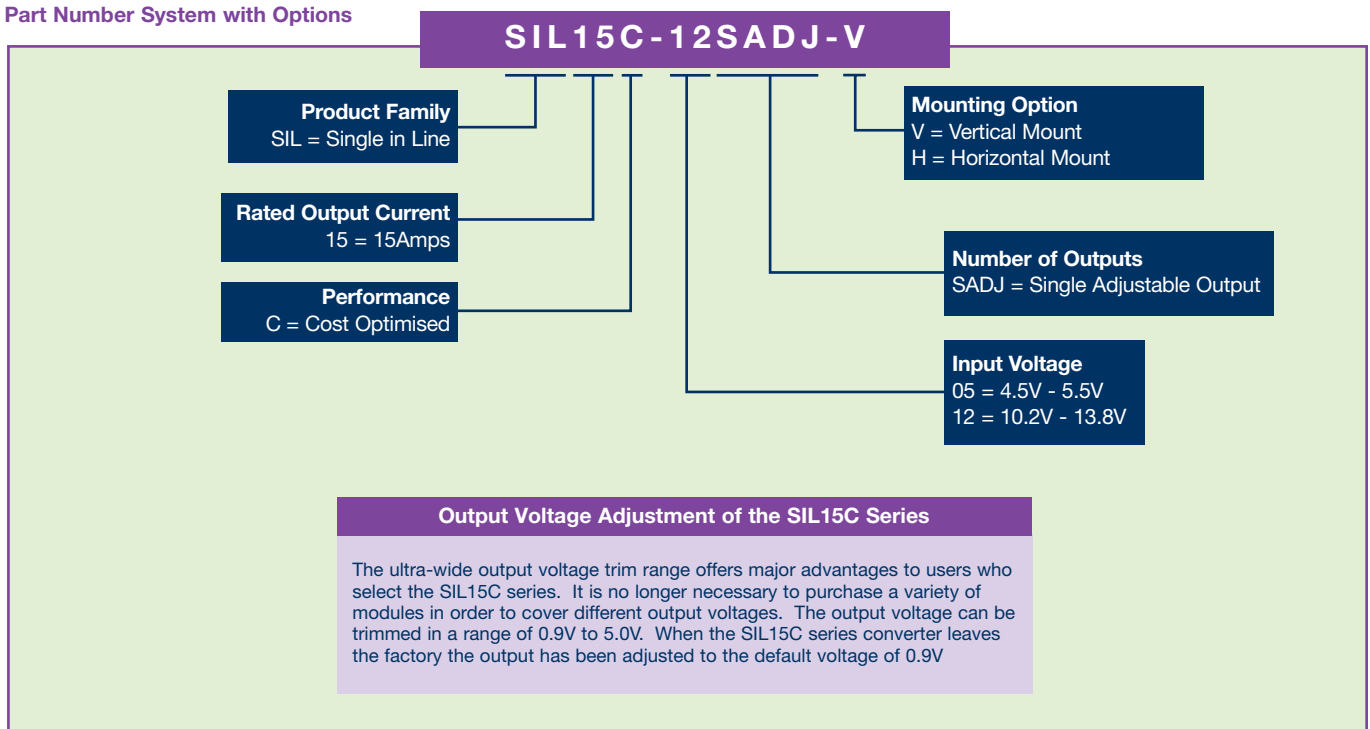 Part Number System with Options
SIL15C-12SADJ-V
Product Family
SIL = Single in Line
Rated Output Current
15 = 15Amps
Performance
C = Cost Optimised
Mounting Option
V = Vertical Mount
H = Horizontal Mount
Number of Outputs
SADJ = Single Adjustable Output
Input Voltage
05 = 4.5V - 5.5V
12 = 10.2V - 13.8V
Output Voltage Adjustment of the SIL15C Series
The ultra-wide output voltage trim range offers major advantages to users who
select the SIL15C series. It is no longer necessary to purchase a variety of
modules in order to cover different output voltages. The output voltage can be
trimmed in a range of 0.9V to 5.0V. When the SIL15C series converter leaves
the factory the output has been adjusted to the default voltage of 0.9V